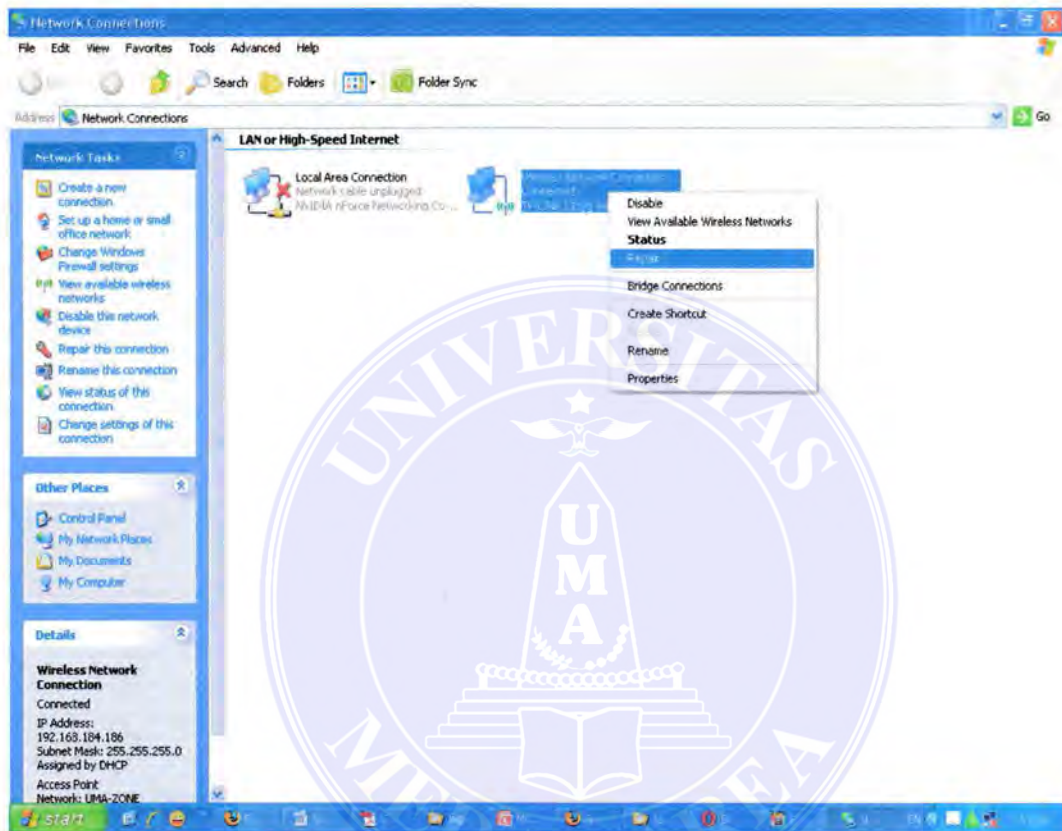 Network Connections
File Edit View Favorites Tools Advanced Help
Search Folders Folder Sync
Address Network Connections Go
Network Tasks
Create a new
connection
Set up a home or small
office network
Change Windows
Firewall settings
View available wireless
networks
Disable this network
device
Repair this connection
Rename this connection
View status of this
connection
Change settings of this
connection
Other Places
Control Panel
My Network Places
My Documents
My Computer
Details
Wireless Network
Connection
Connected
IP Address:
192.168.184.186
Subnet Mask: 255.255.255.0
Assigned by DHCP
Access Point
Network: UMA-ZONE
LAN or High-Speed Internet
Local Area Connection
Network cable unplugged
NVIDIA nForce Networking Co...
Wireless Network Connection
Connected
Disable
View Available Wireless Networks
Status
Repair
Bridge Connections
Create Shortcut
Rename
Properties
UNIVERSITAS
UMA
start
EN